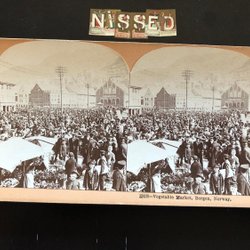 NISSED
—Vegetable Market, Bergen, Norway.